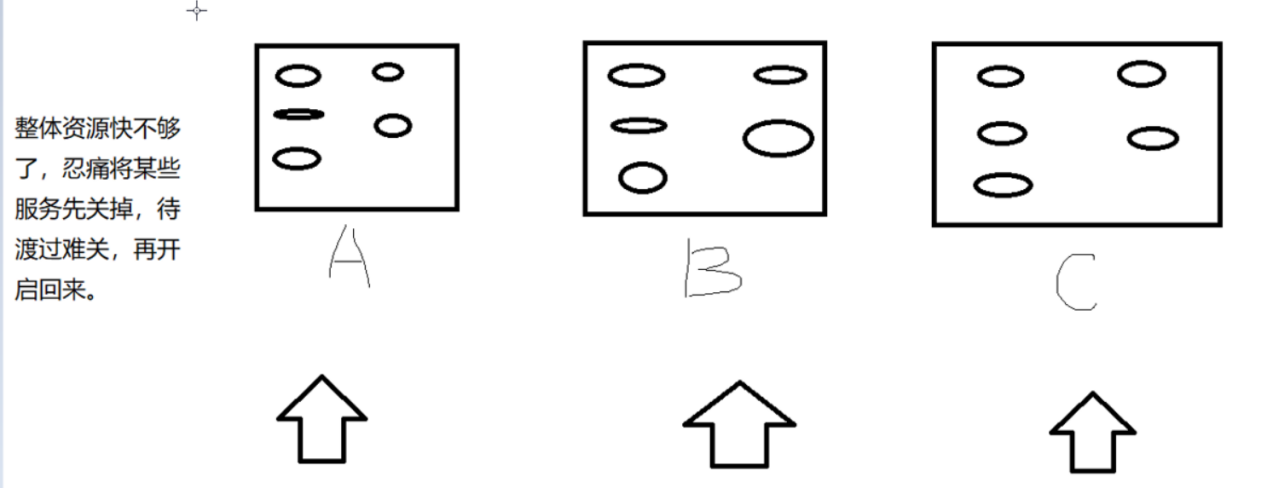 整体资源快不够
了，忍痛将某些
服务先关掉，待
渡过难关，再开
启回来。
A
B
C